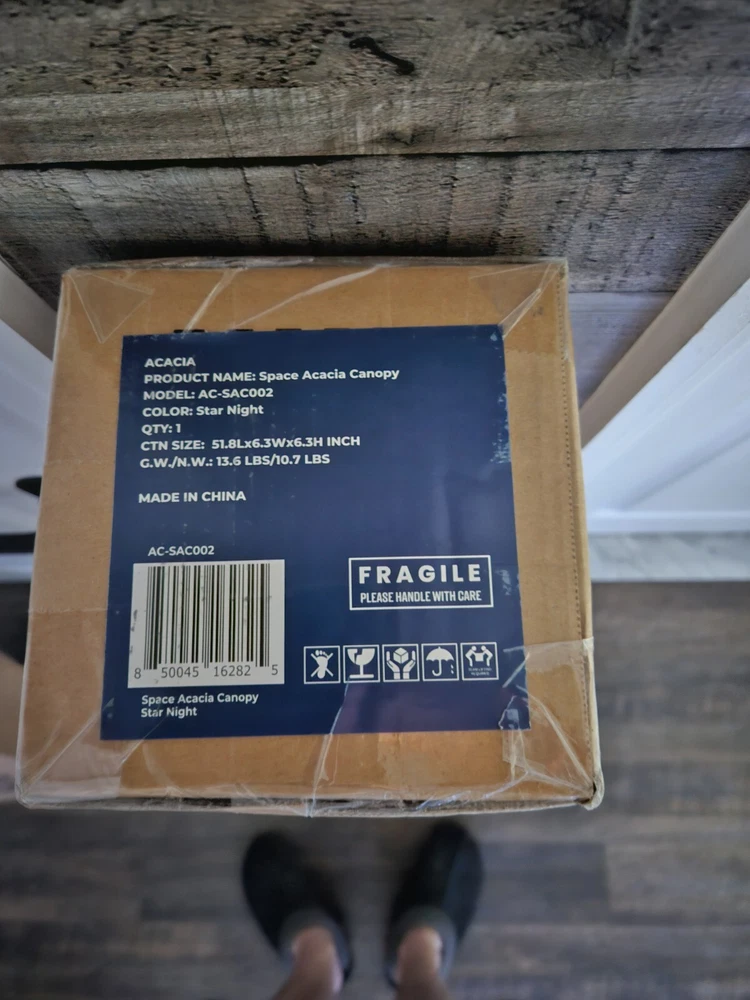 ACACIA
PRODUCT NAME: Space Acacia Canopy
MODEL: AC-SAC002
COLOR: Star Night
QTY: 1
CTN SIZE: 51.8Lx6.3Wx6.3H INCH
G.W./N.W.: 13.6 LBS/10.7 LBS
MADE IN CHINA
AC-SAC002
8 50045 16282 5
Space Acacia Canopy
Star Night
FRAGILE
PLEASE HANDLE WITH CARE